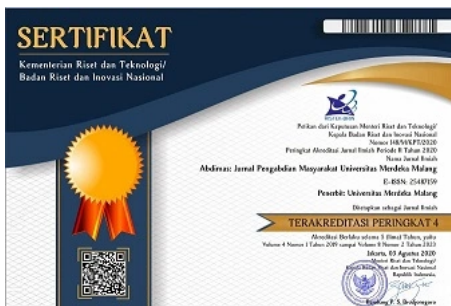 SERTIFIKAT
Kementerian Riset dan Teknologi/
Badan Riset dan Inovasi Nasional
Petikan dari Keputusan Menteri Riset dan Teknologi/
Kepala Badan Riset dan Inovasi Nasional
Nomor 148/M/KPT/2020
Peringkat Akreditasi Jurnal Ilmiah Periode II Tahun 2020
Nama Jurnal Ilmiah
Abdimas: Jurnal Pengabdian Masyarakat Universitas Merdeka Malang
E-ISSN: 25487159
Penerbit: Universitas Merdeka Malang
Ditetapkan sebagai Jurnal Ilmiah
TERAKREDITASI PERINGKAT 4
Akreditasi Berlaku selama 5 (lima) Tahun, yaitu
Volume 4 Nomor 1 Tahun 2019 sampai Volume 8 Nomor 2 Tahun 2023
Jakarta, 03 Agustus 2020
Menteri Riset dan Teknologi/
Kepala Badan Riset dan Inovasi Nasional
Republik Indonesia,
Bambang P. S. Brodjonegoro